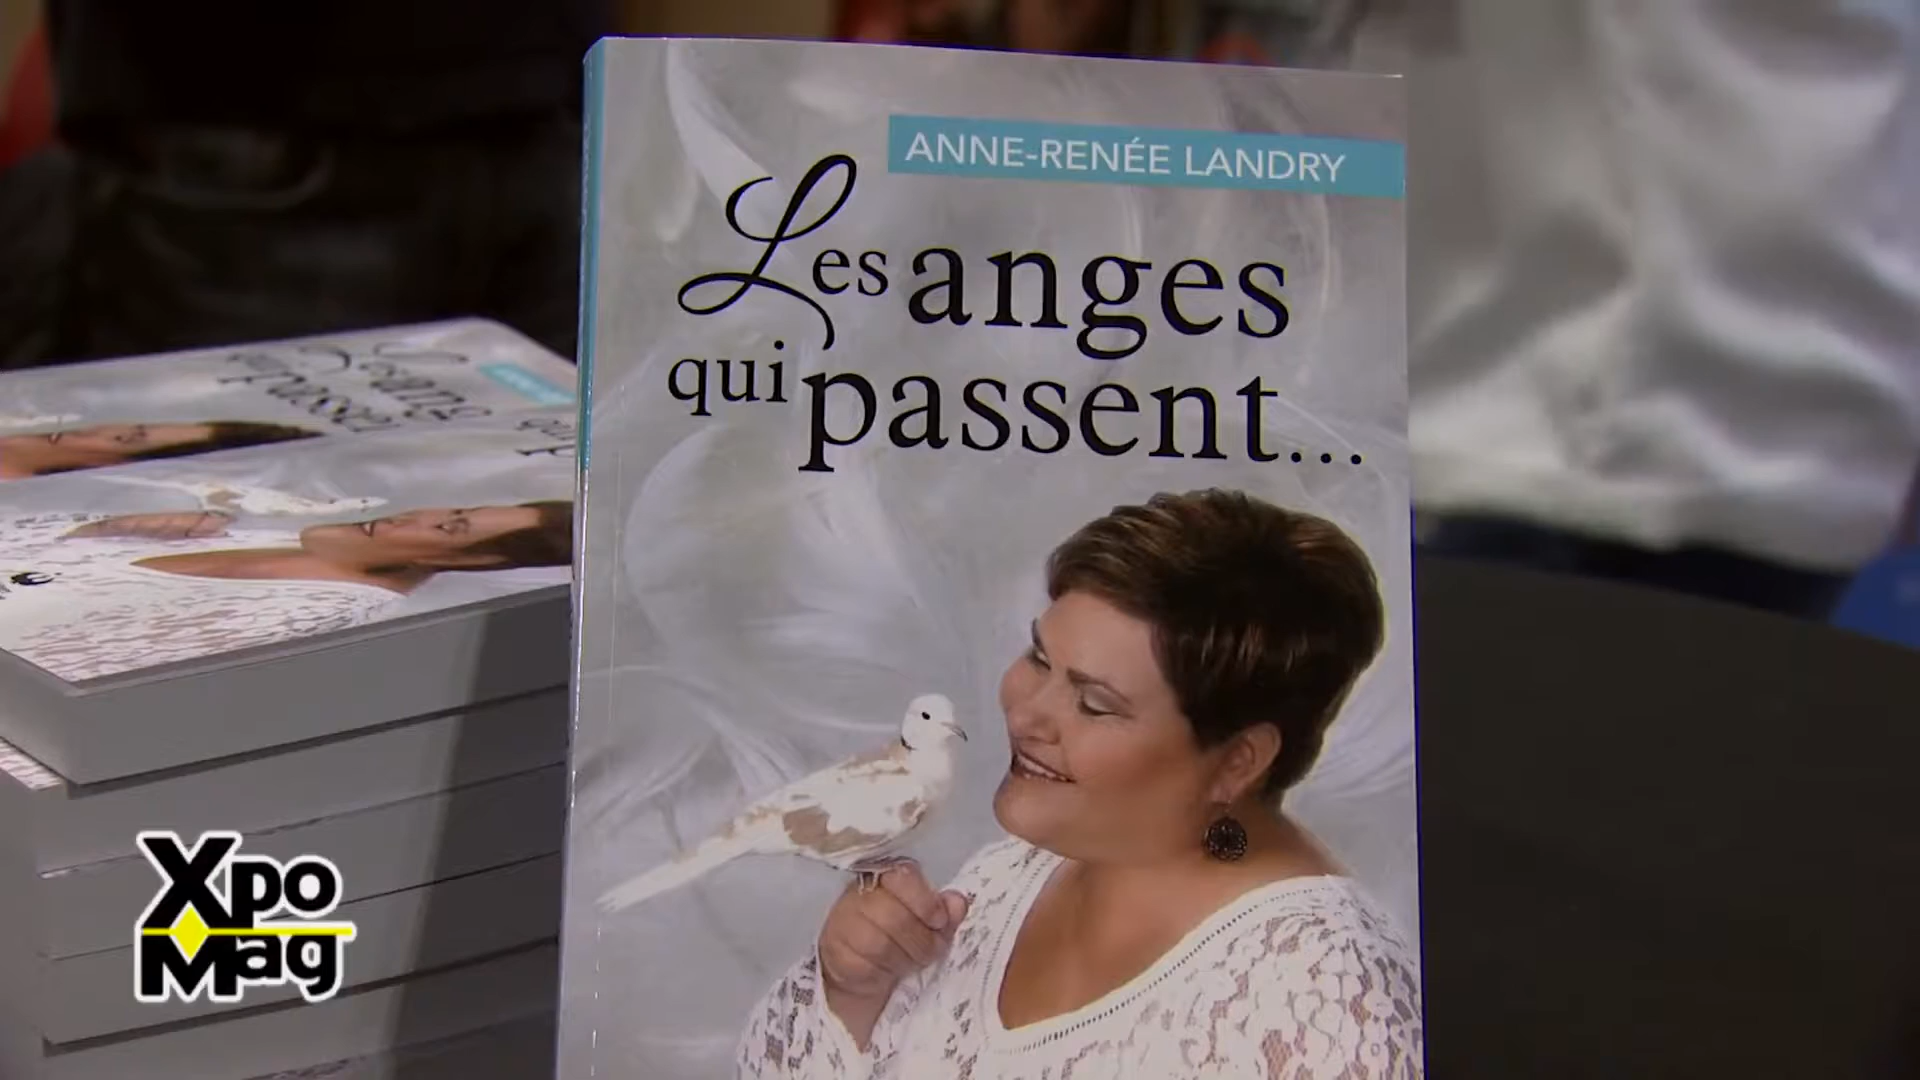 ANNE-RENÉE LANDRY
Les anges
qui passent...
Xpo
Mag